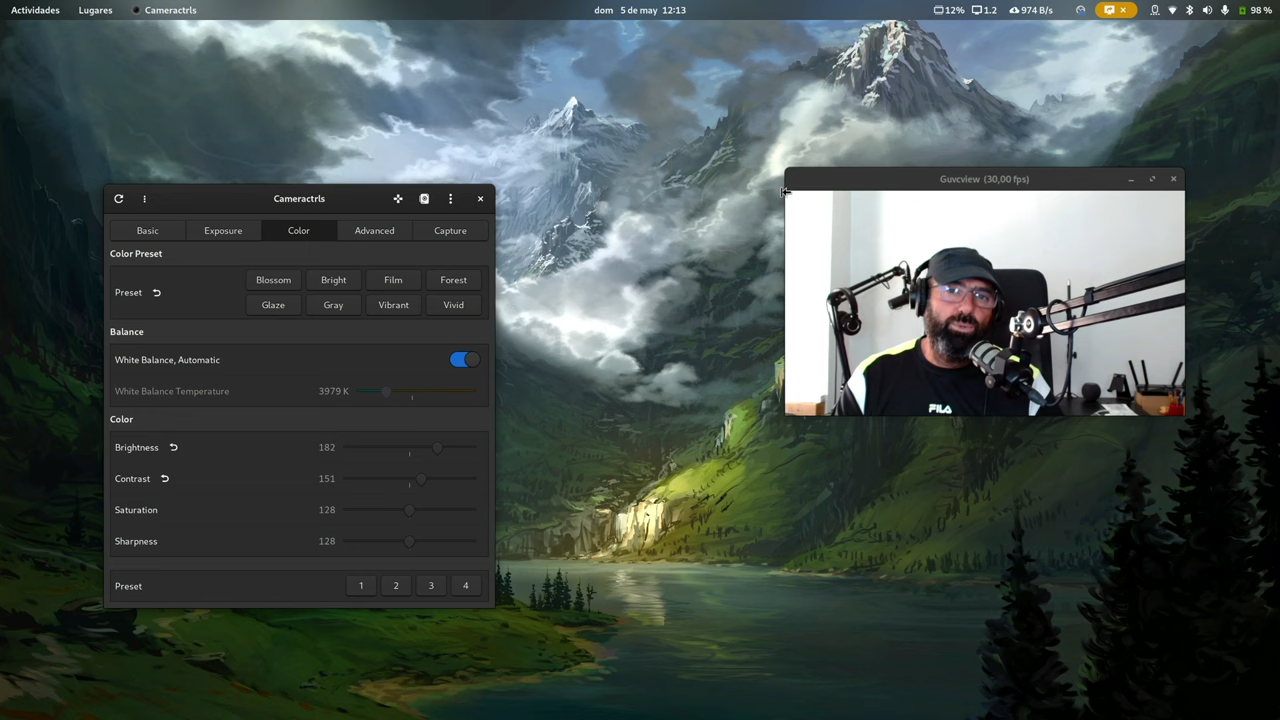 Actividades Lugares Cameractrls dom 5 de may 12:13 12% 1.2 974 B/s 98 %
Guvcview (30,00 fps)
Cameractrls
Basic Exposure Color Advanced Capture
Color Preset
Blossom Bright Film Forest
Preset
Glaze Gray Vibrant Vivid
Balance
White Balance, Automatic
White Balance Temperature 3979 K
Color
Brightness 182
Contrast 151
Saturation 128
Sharpness 128
Preset 1 2 3 4
FILA